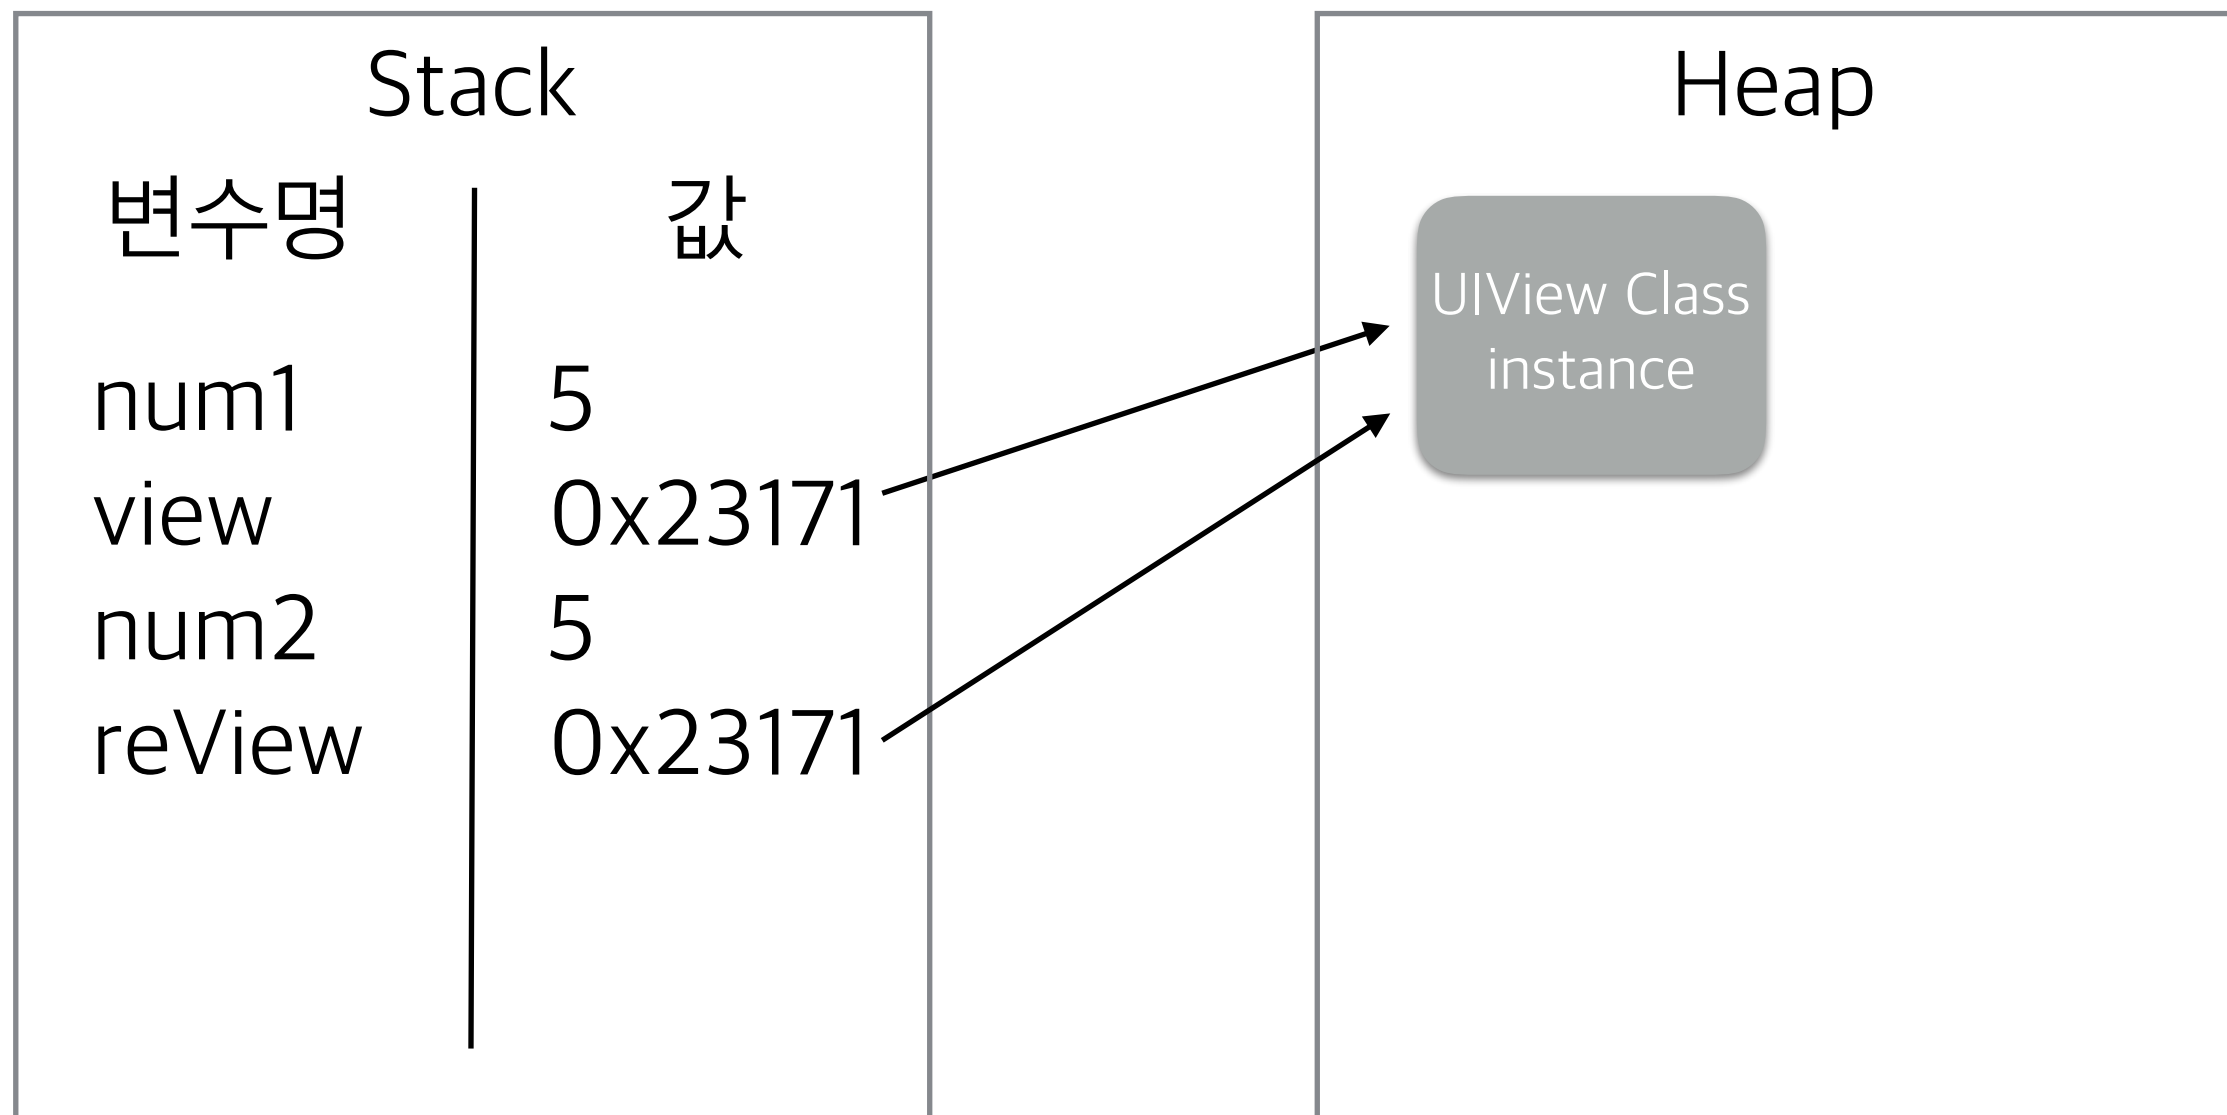 Stack
변수명 값
num1 5
view 0x23171
num2 5
reView 0x23171
Heap
UIView Class
instance